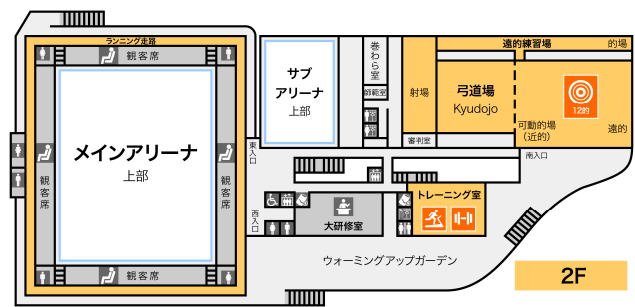 ランニング走路
観客席
観客席
メインアリーナ
上部
観客席
観客席
サブ
アリーナ
上部
巻わら室
師範室
射場
審判室
遠的練習場
的場
弓道場
Kyudojo
12的
可動的場
（近的）
遠的
東入口
南入口
西入口
大研修室
トレーニング室
ウォーミングアップガーデン
2F